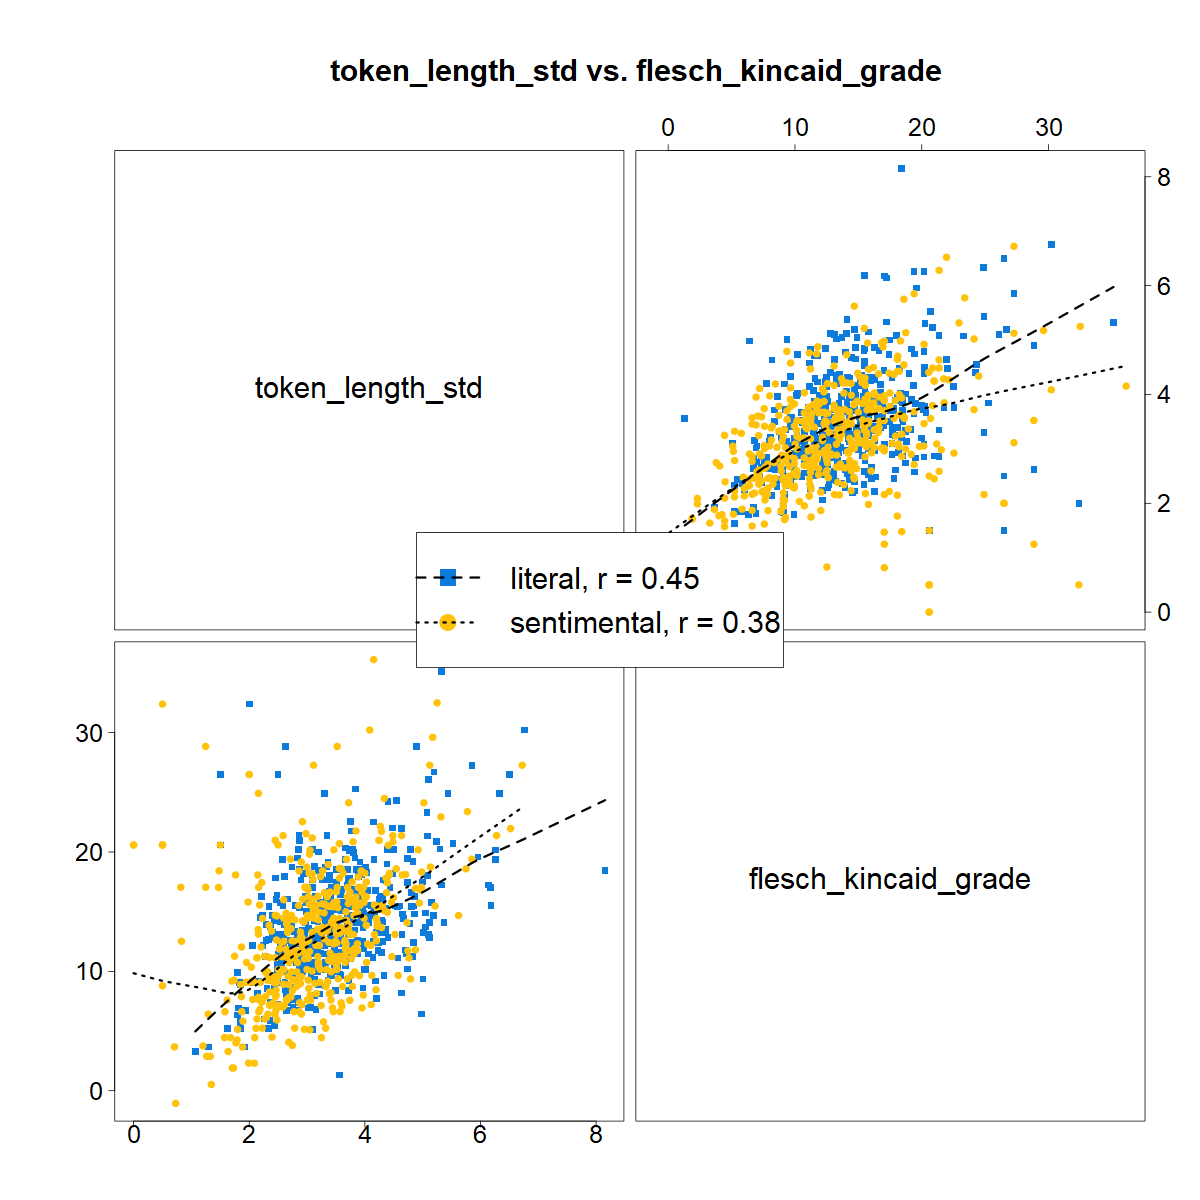 token_length_std vs. flesch_kincaid_grade
0 10 20 30
8
6
token_length_std
4
2
literal, r = 0.45
0
sentimental, r = 0.38
30
20
flesch_kincaid_grade
10
0
0 2 4 6 8